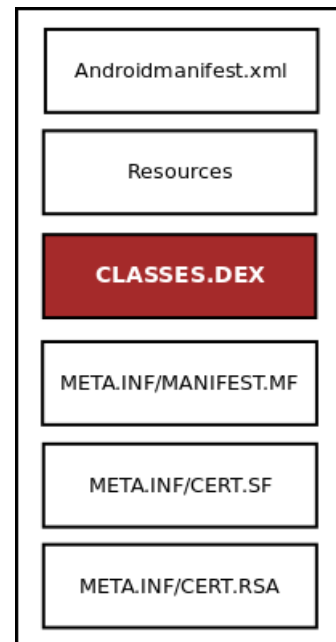 Androidmanifest.xml
Resources
CLASSES.DEX
META.INF/MANIFEST.MF
META.INF/CERT.SF
META.INF/CERT.RSA